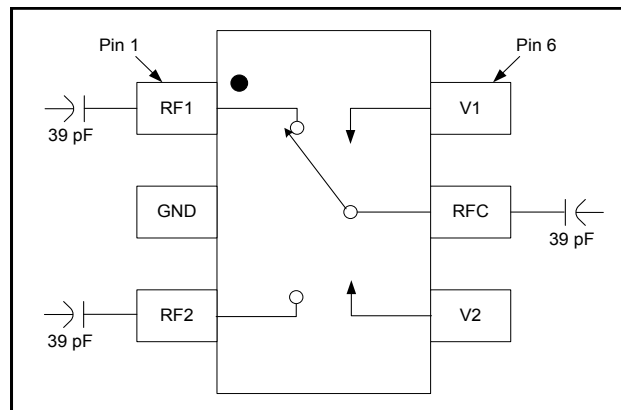 Pin 1
Pin 6
RF1
V1
39 pF
GND
RFC
39 pF
RF2
V2
39 pF